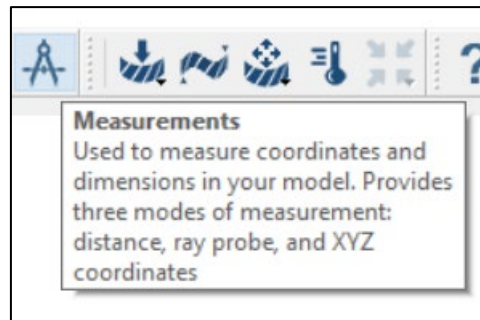 ?
Measurements
Used to measure coordinates and
dimensions in your model. Provides
three modes of measurement:
distance, ray probe, and XYZ
coordinates